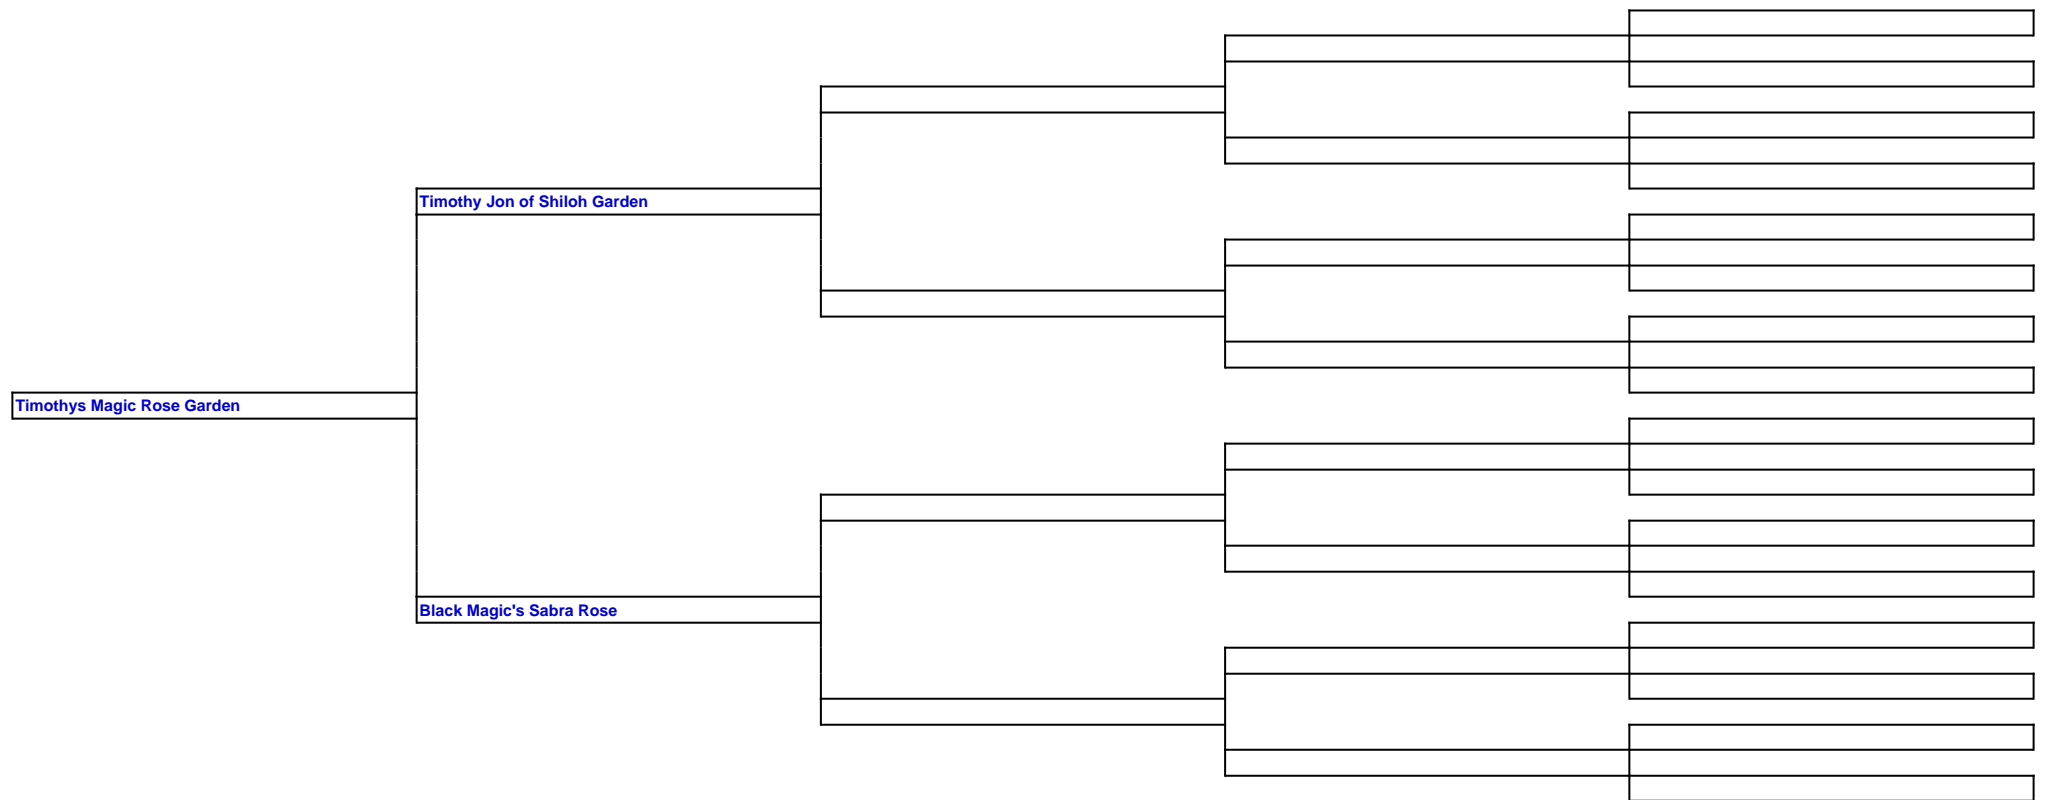 Timothy Jon of Shiloh Garden
Timothys Magic Rose Garden
Black Magic's Sabra Rose